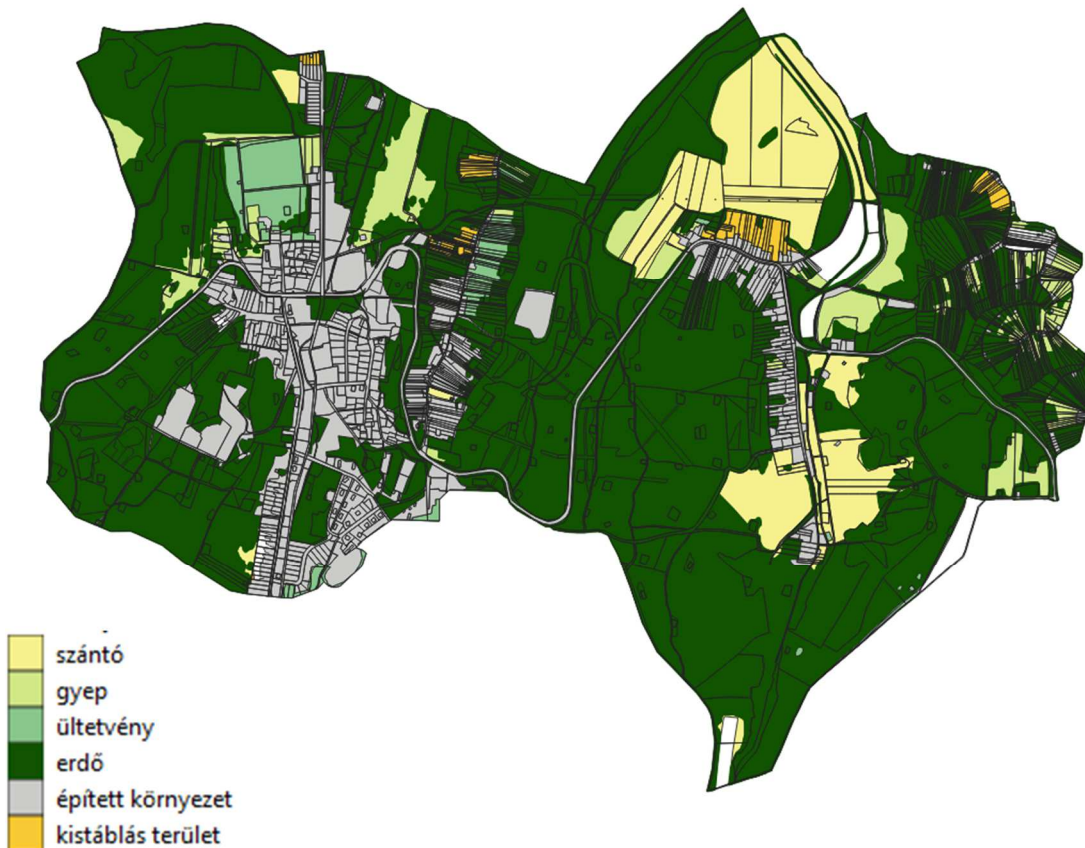 szántó
gyep
ültetvény
erdő
épített környezet
kistáblás terület